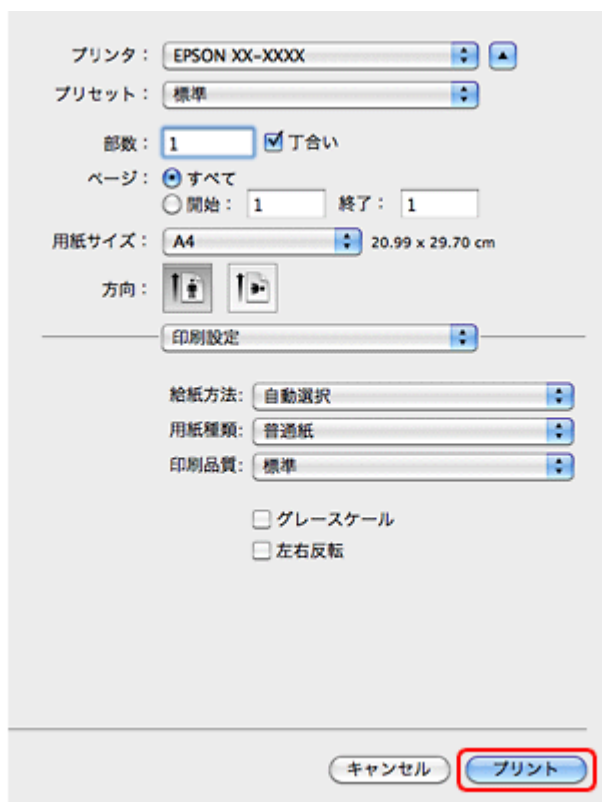 プリンタ： EPSON XX-XXXX
プリセット： 標準
部数： 1 丁合い
ページ： すべて
開始： 1 終了： 1
用紙サイズ： A4 20.99 x 29.70 cm
方向：
印刷設定
給紙方法: 自動選択
用紙種類: 普通紙
印刷品質: 標準
グレースケール
左右反転
キャンセル プリント